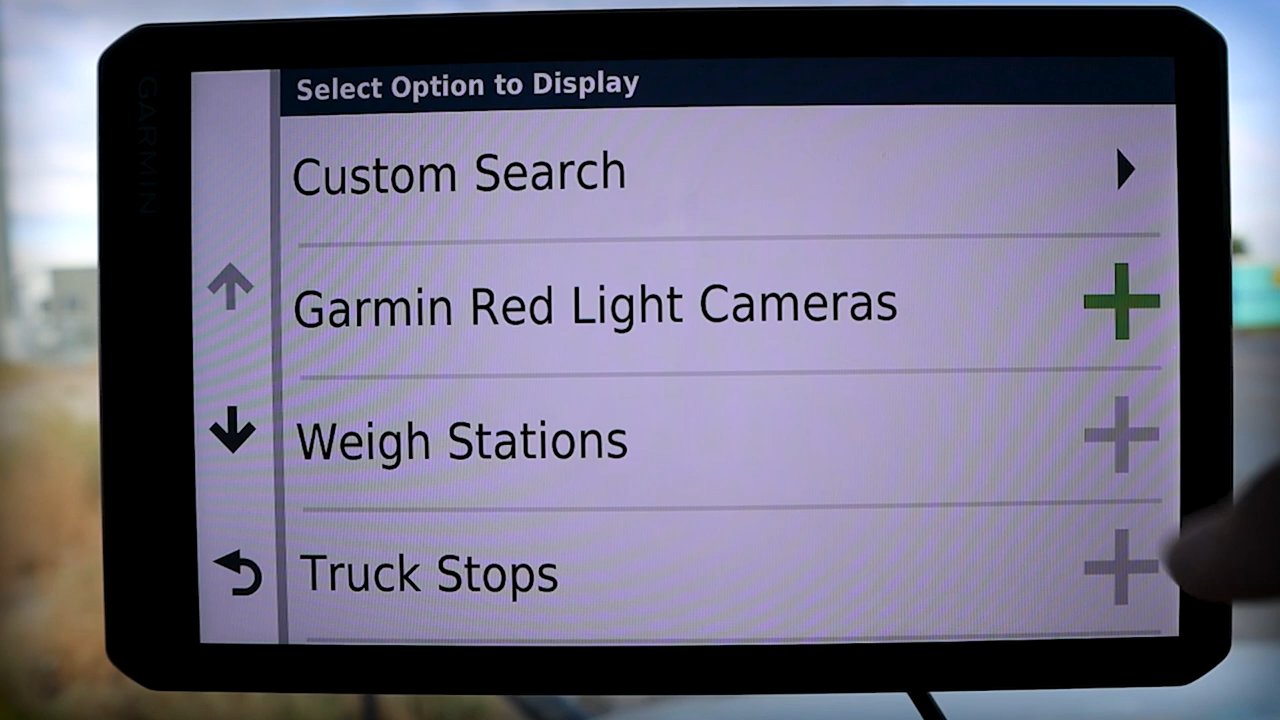 GARMIN
Select Option to Display
Custom Search
Garmin Red Light Cameras
Weigh Stations
Truck Stops